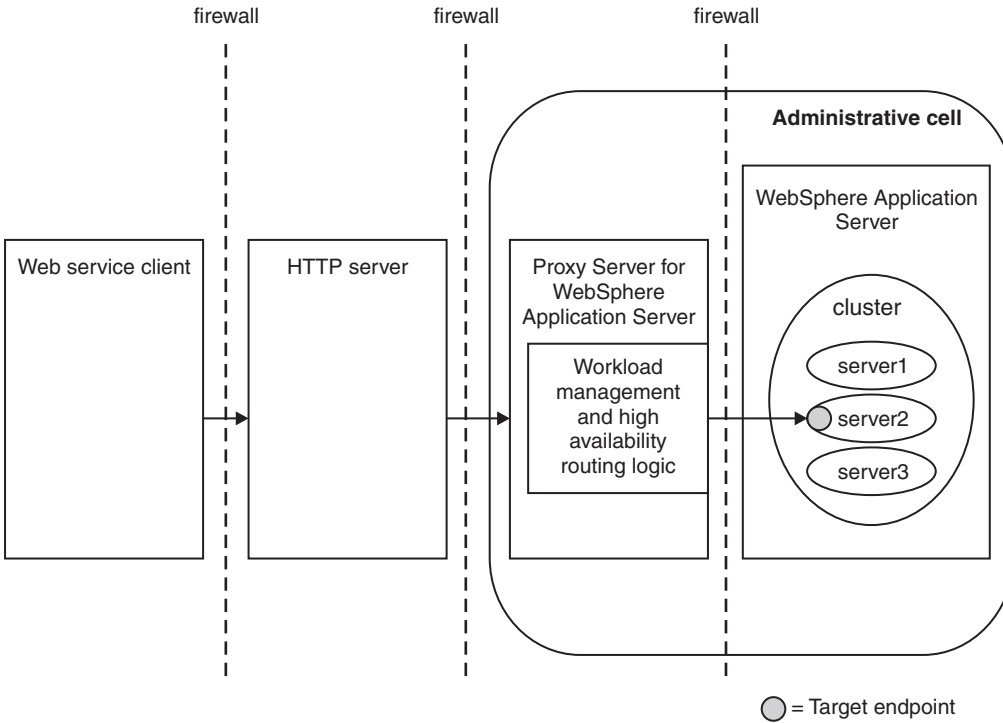 firewall
firewall
firewall
Administrative cell
WebSphere Application
Server
Web service client
HTTP server
Proxy Server for
WebSphere
Application Server
cluster
Workload
management
and high
availability
routing logic
server1
server2
server3
= Target endpoint